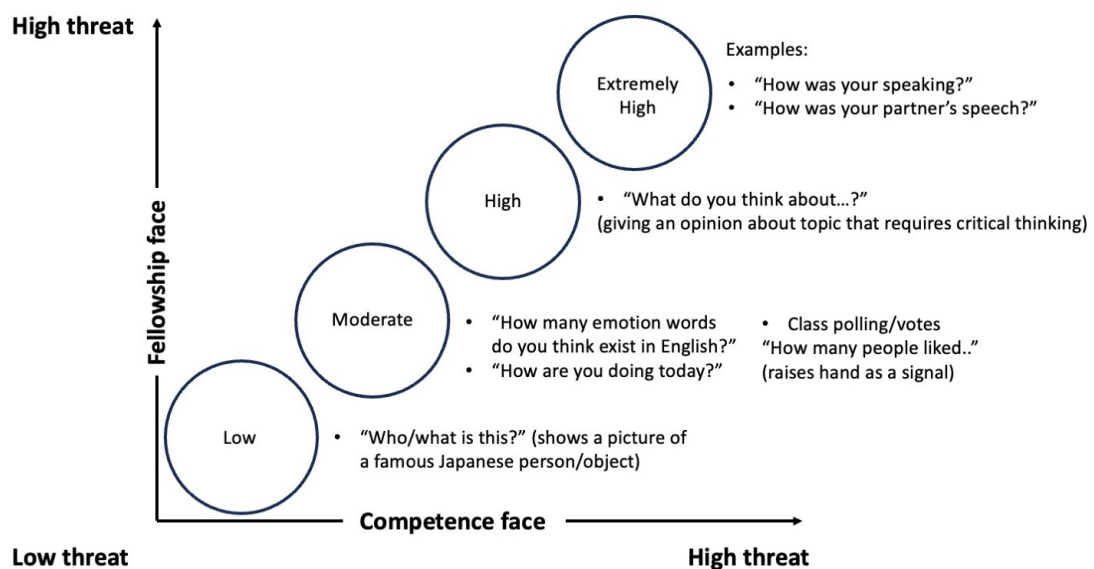 High threat
Fellowship face
Extremely
High
Examples:
• “How was your speaking?”
• “How was your partner’s speech?”
High
• “What do you think about…?”
(giving an opinion about topic that requires critical thinking)
Moderate
• “How many emotion words
do you think exist in English?”
• “How are you doing today?”
• Class polling/votes
“How many people liked..”
(raises hand as a signal)
Low
• “Who/what is this?” (shows a picture of
a famous Japanese person/object)
Competence face
Low threat
High threat